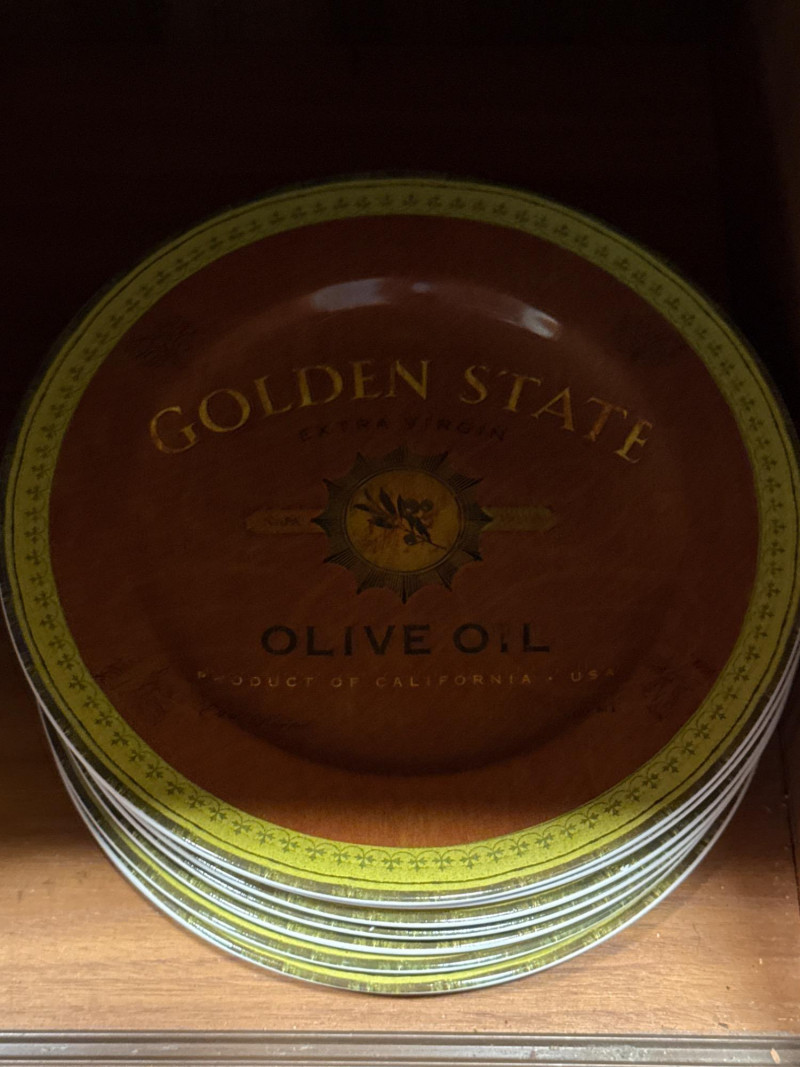 GOLDEN STATE
EXTRA VIRGIN
OLIVE OIL
PRODUCT OF CALIFORNIA • USA